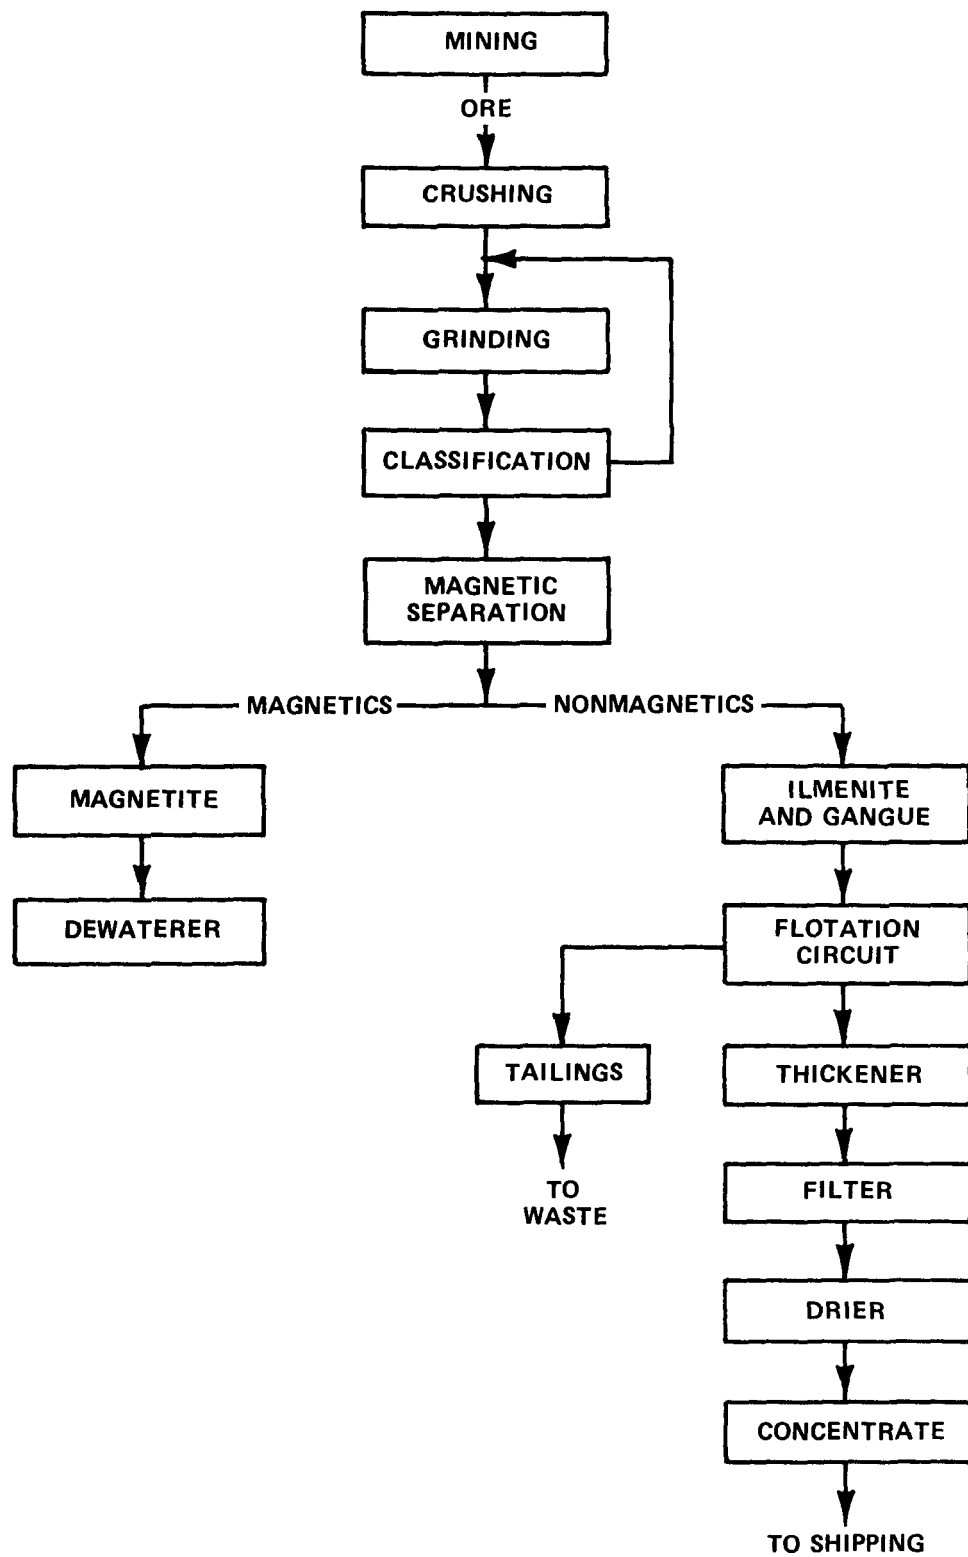 MINING
ORE
CRUSHING
GRINDING
CLASSIFICATION
MAGNETIC
SEPARATION
MAGNETICS
NONMAGNETICS
MAGNETITE
ILMENITE
AND GANGUE
DEWATERER
FLOTATION
CIRCUIT
TAILINGS
THICKENER
TO
WASTE
FILTER
DRIER
CONCENTRATE
TO SHIPPING